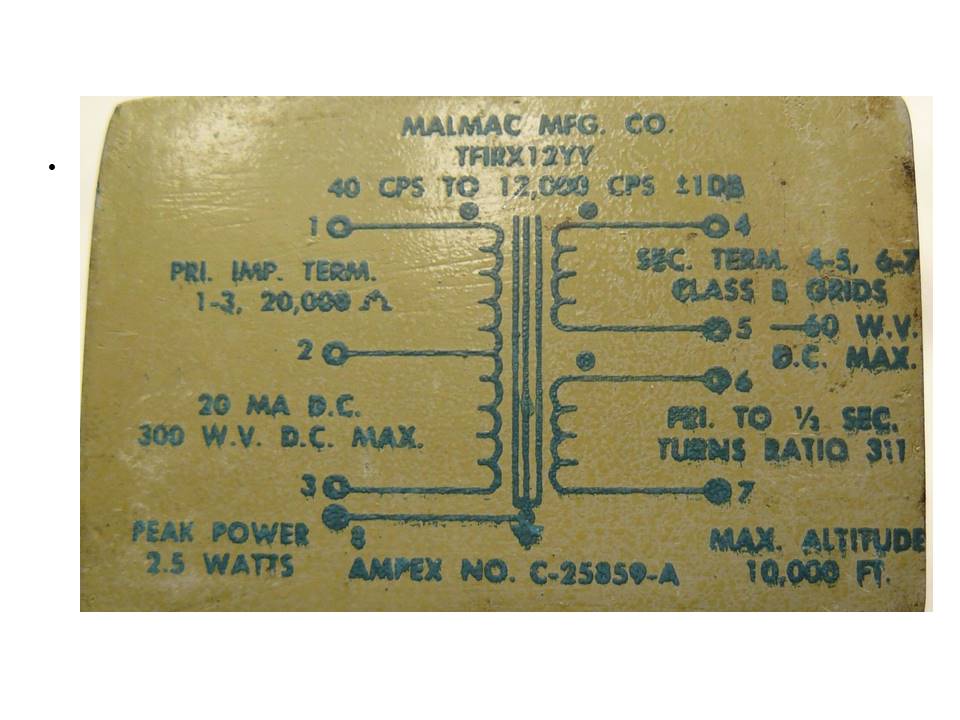 MALMAC MFG. CO.
TF1RX12YY
40 CPS TO 12,000 CPS ±1DB
1
4
PRI. IMP. TERM.
1-3, 20,000
SEC. TERM. 4-5, 6-7
CLASS B GRIDS
2
5 —60 W.V.
D.C. MAX.
6
20 MA D.C.
300 W.V. D.C. MAX.
PRI. TO ½ SEC.
TURNS RATIO 3:1
3
7
8
PEAK POWER
2.5 WATTS
AMPEX NO. C-25859-A
MAX. ALTITUDE
10,000 FT.